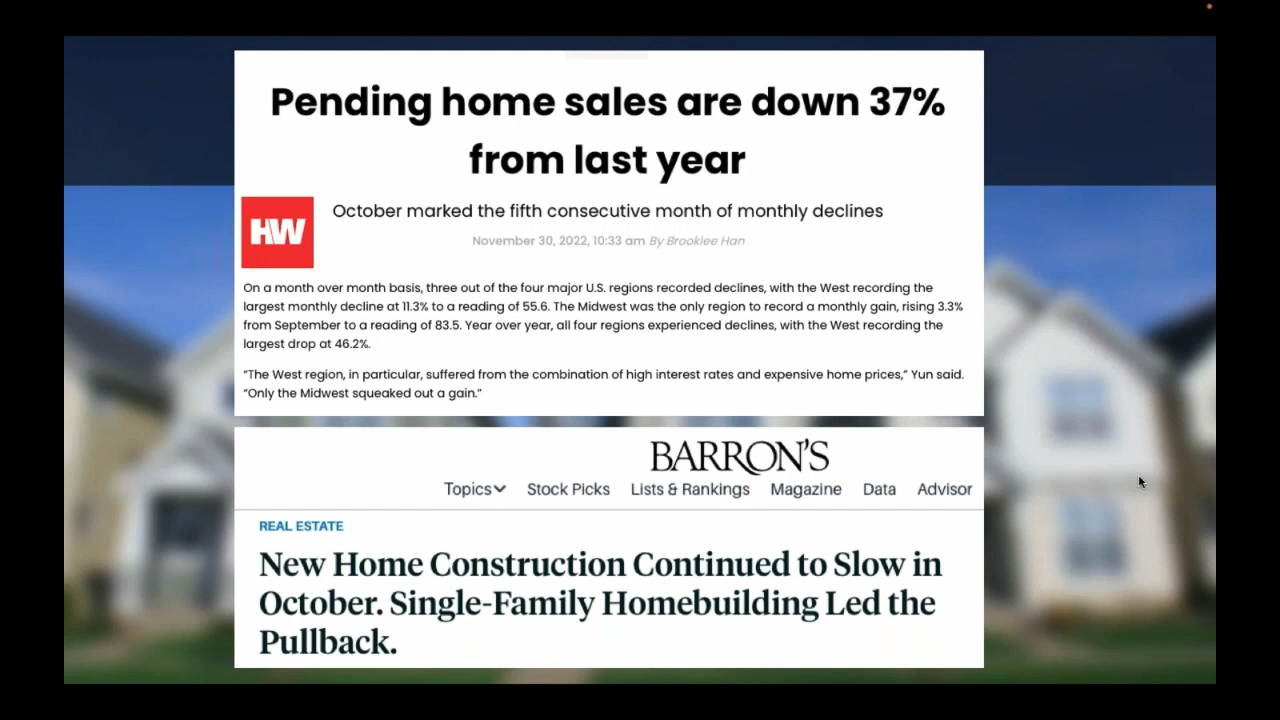 Pending home sales are down 37%
from last year
HW
October marked the fifth consecutive month of monthly declines
November 30, 2022, 10:33 am By Brooklee Han
On a month over month basis, three out of the four major U.S. regions recorded declines, with the West recording the
largest monthly decline at 11.3% to a reading of 55.6. The Midwest was the only region to record a monthly gain, rising 3.3%
from September to a reading of 83.5. Year over year, all four regions experienced declines, with the West recording the
largest drop at 46.2%.
“The West region, in particular, suffered from the combination of high interest rates and expensive home prices,” Yun said.
“Only the Midwest squeaked out a gain.”
BARRON'S
Topics Stock Picks Lists & Rankings Magazine Data Advisor
REAL ESTATE
New Home Construction Continued to Slow in
October. Single-Family Homebuilding Led the
Pullback.